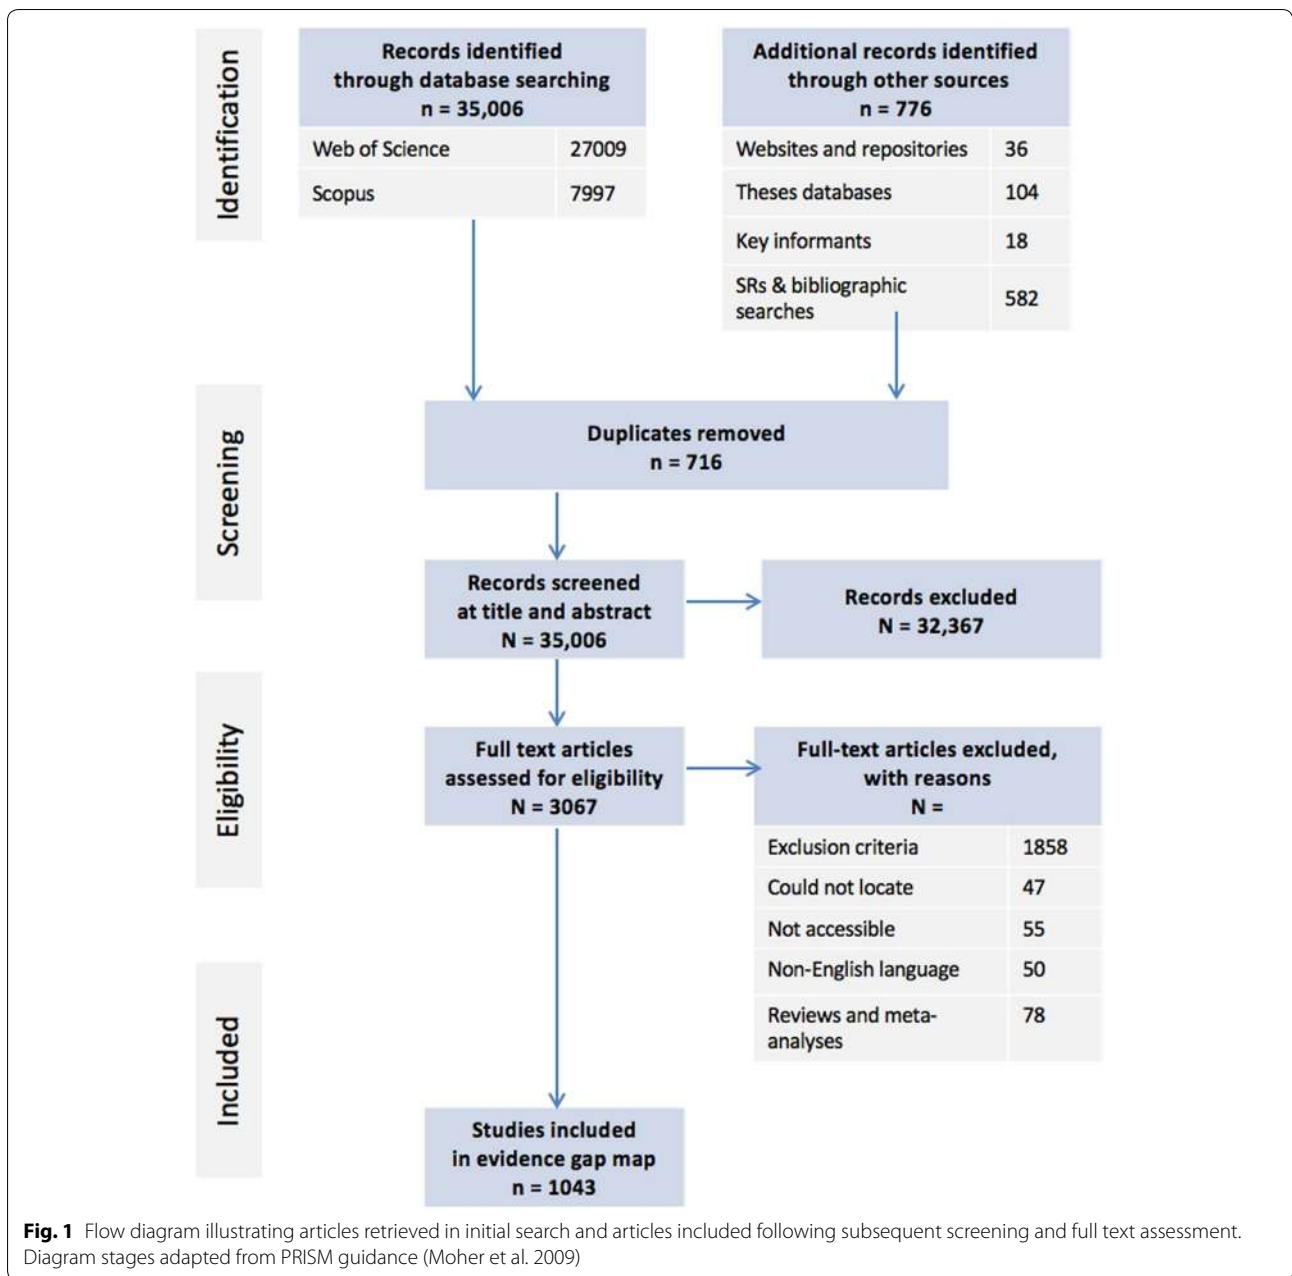 Identification
Records identified
through database searching
n = 35,006
Web of Science 27009
Scopus 7997
Additional records identified
through other sources
n = 776
Websites and repositories 36
Theses databases 104
Key informants 18
SRs & bibliographic
searches 582
Screening
Duplicates removed
n = 716
Records screened
at title and abstract
N = 35,006
Records excluded
N = 32,367
Eligibility
Full text articles
assessed for eligibility
N = 3067
Full-text articles excluded,
with reasons
N =
Exclusion criteria 1858
Could not locate 47
Not accessible 55
Non-English language 50
Reviews and meta-
analyses 78
Included
Studies included
in evidence gap map
n = 1043
Fig. 1 Flow diagram illustrating articles retrieved in initial search and articles included following subsequent screening and full text assessment.
Diagram stages adapted from PRISM guidance (Moher et al. 2009)